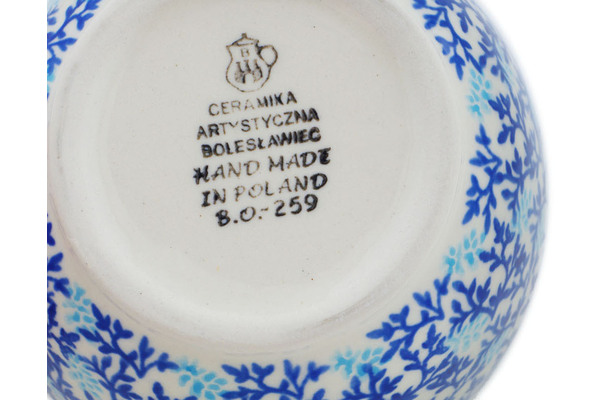 B
CERAMIKA
ARTYSTYCZNA
BOLESŁAWIEC
HAND MADE
IN POLAND
B.O.-259